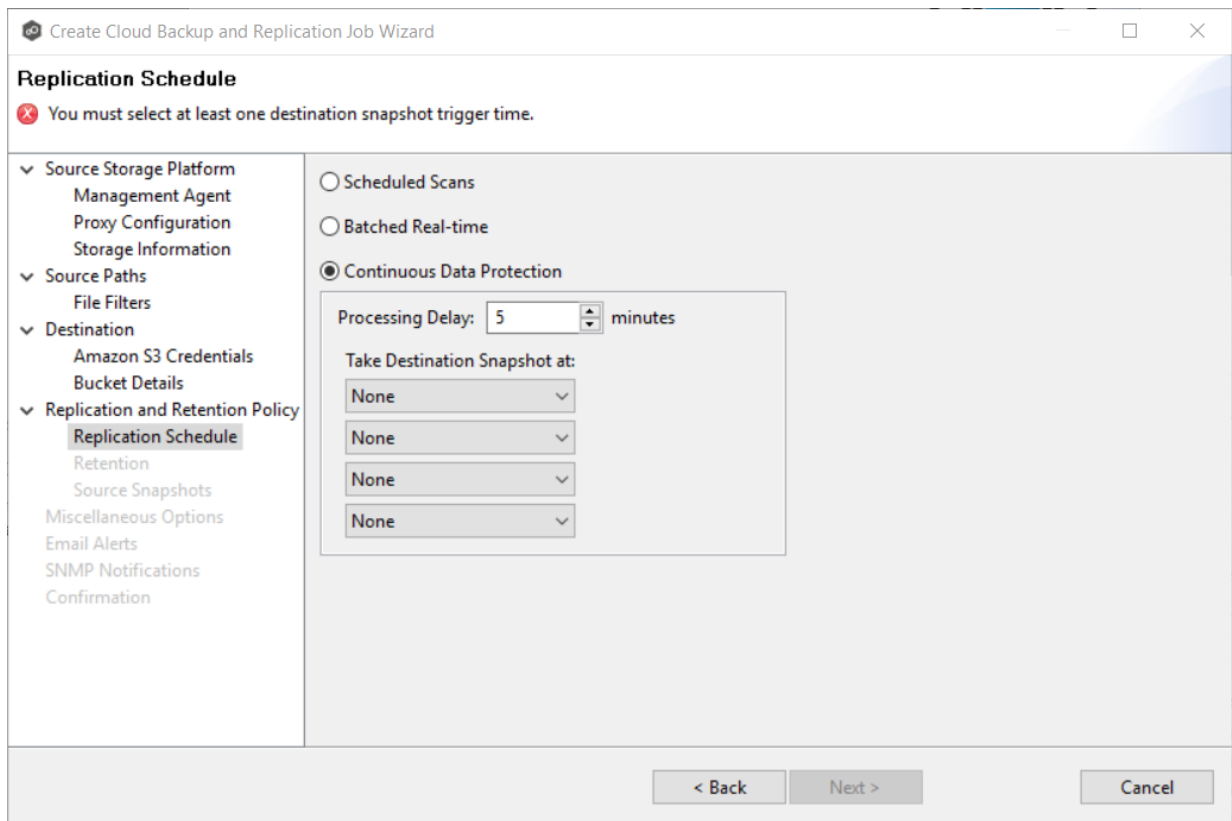 Create Cloud Backup and Replication Job Wizard
Replication Schedule
You must select at least one destination snapshot trigger time.
Source Storage Platform
Management Agent
Proxy Configuration
Storage Information
Source Paths
File Filters
Destination
Amazon S3 Credentials
Bucket Details
Replication and Retention Policy
Replication Schedule
Retention
Source Snapshots
Miscellaneous Options
Email Alerts
SNMP Notifications
Confirmation
Scheduled Scans
Batched Real-time
Continuous Data Protection
Processing Delay: 5 minutes
Take Destination Snapshot at:
None
None
None
None
< Back Next > Cancel